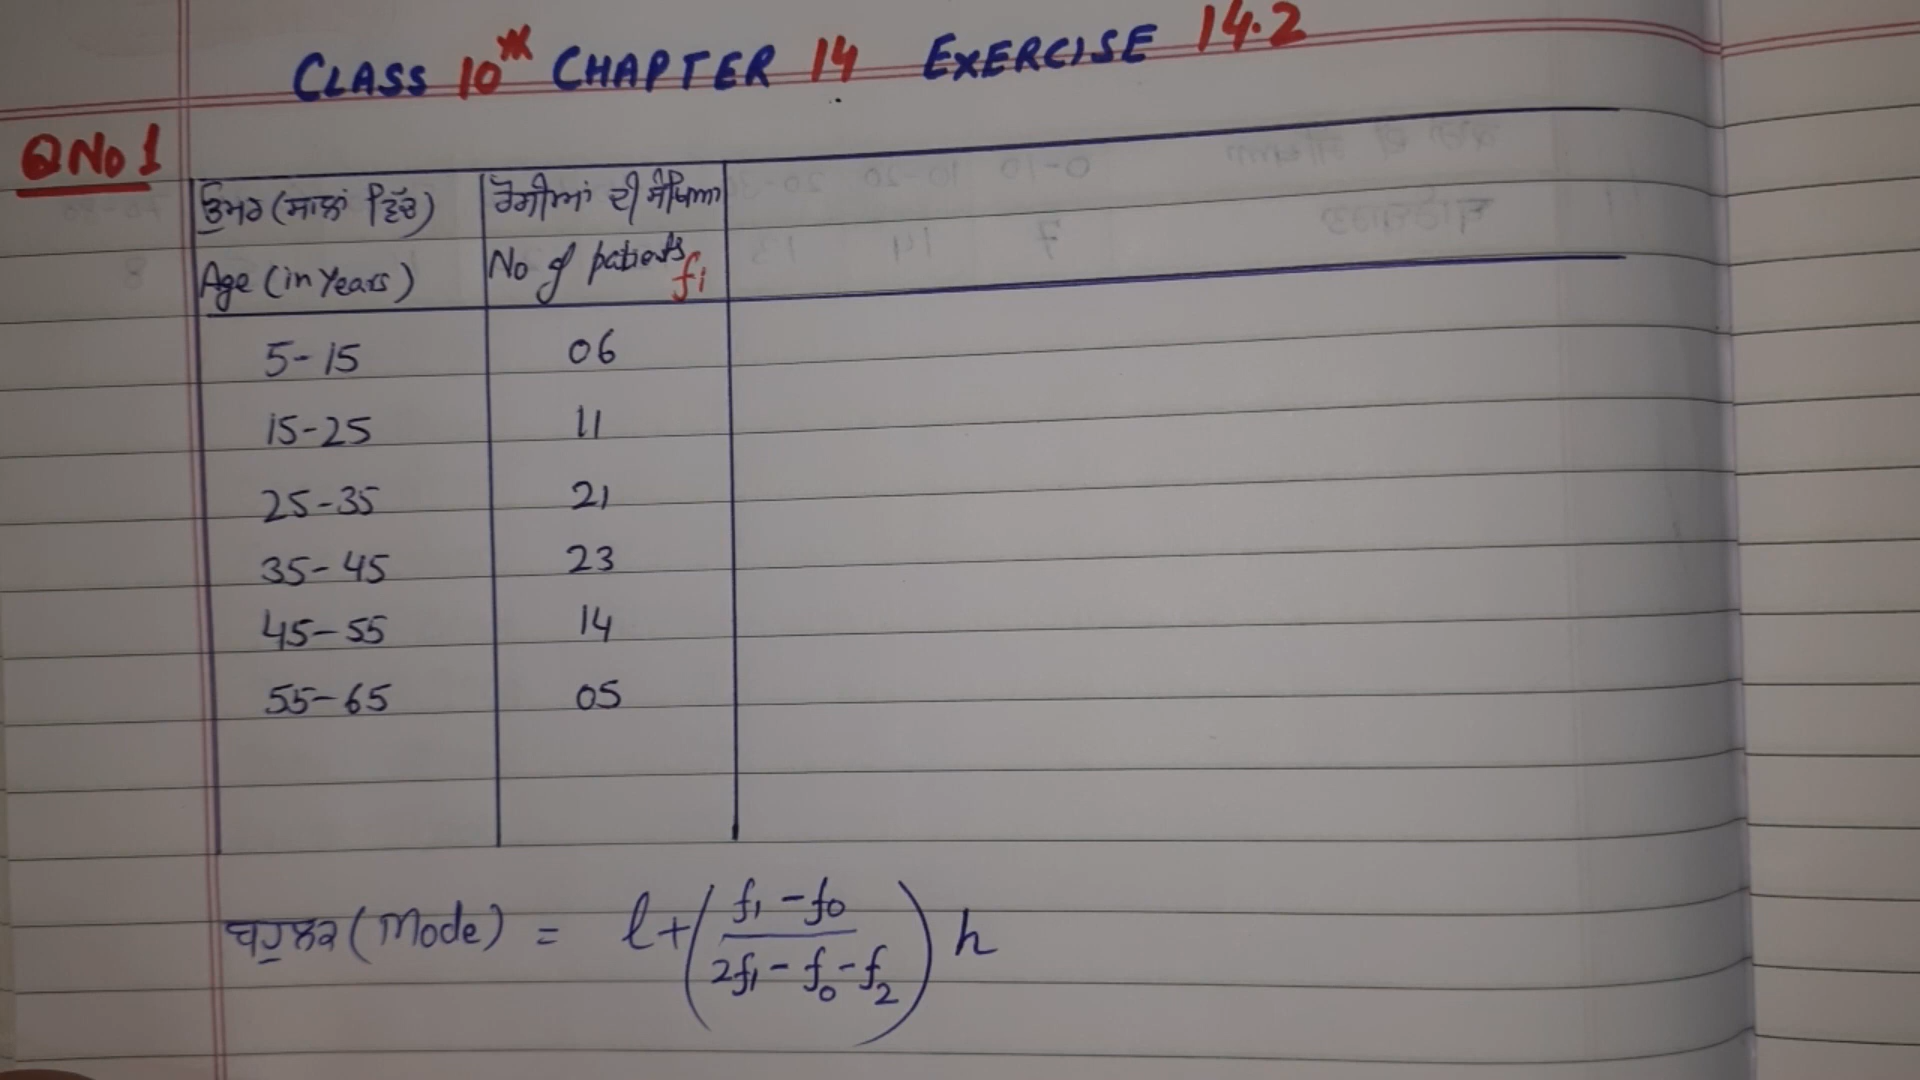 CLASS 10th CHAPTER 14 EXERCISE 14.2
Q No 1
ਉਮਰ (ਸਾਲਾਂ ਵਿੱਚ) ਰੋਗੀਆਂ ਦੀ ਸੰਖਿਆ
Age (in Years) No of patients fi
5-15 06
15-25 11
25-35 21
35-45 23
45-55 14
55-65 05
ਬਹੁਲਕ (Mode) = l+(f1-f0/2f1-f0-f2)h